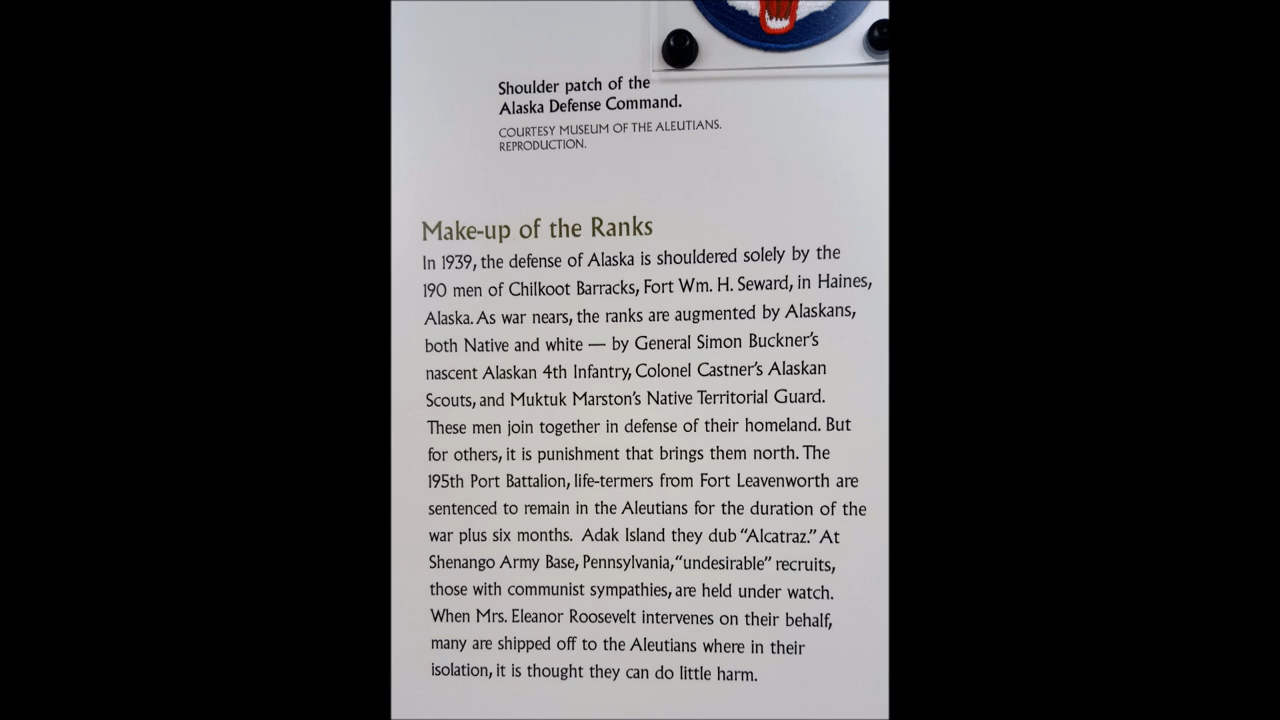 Shoulder patch of the
Alaska Defense Command.
COURTESY MUSEUM OF THE ALEUTIANS.
REPRODUCTION.
Make-up of the Ranks
In 1939, the defense of Alaska is shouldered solely by the
190 men of Chilkoot Barracks, Fort Wm. H. Seward, in Haines,
Alaska. As war nears, the ranks are augmented by Alaskans,
both Native and white — by General Simon Buckner's
nascent Alaskan 4th Infantry, Colonel Castner's Alaskan
Scouts, and Muktuk Marston's Native Territorial Guard.
These men join together in defense of their homeland. But
for others, it is punishment that brings them north. The
195th Port Battalion, life-termers from Fort Leavenworth are
sentenced to remain in the Aleutians for the duration of the
war plus six months. Adak Island they dub "Alcatraz." At
Shenango Army Base, Pennsylvania, "undesirable" recruits,
those with communist sympathies, are held under watch.
When Mrs. Eleanor Roosevelt intervenes on their behalf,
many are shipped off to the Aleutians where in their
isolation, it is thought they can do little harm.